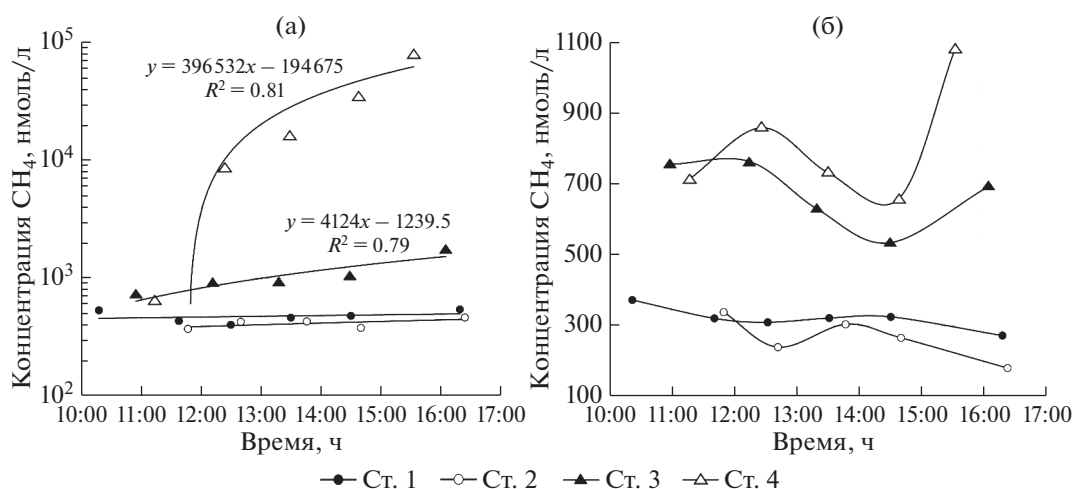 (а)
Концентрация CH₄, нмоль/л
10⁵
10⁴
10³
10²
y = 396532x – 194675
R² = 0.81
y = 4124x – 1239.5
R² = 0.79
10:00 11:00 12:00 13:00 14:00 15:00 16:00 17:00
Время, ч
(б)
Концентрация CH₄, нмоль/л
1100
900
700
500
300
100
10:00 11:00 12:00 13:00 14:00 15:00 16:00 17:00
Время, ч
Ст. 1 Ст. 2 Ст. 3 Ст. 4